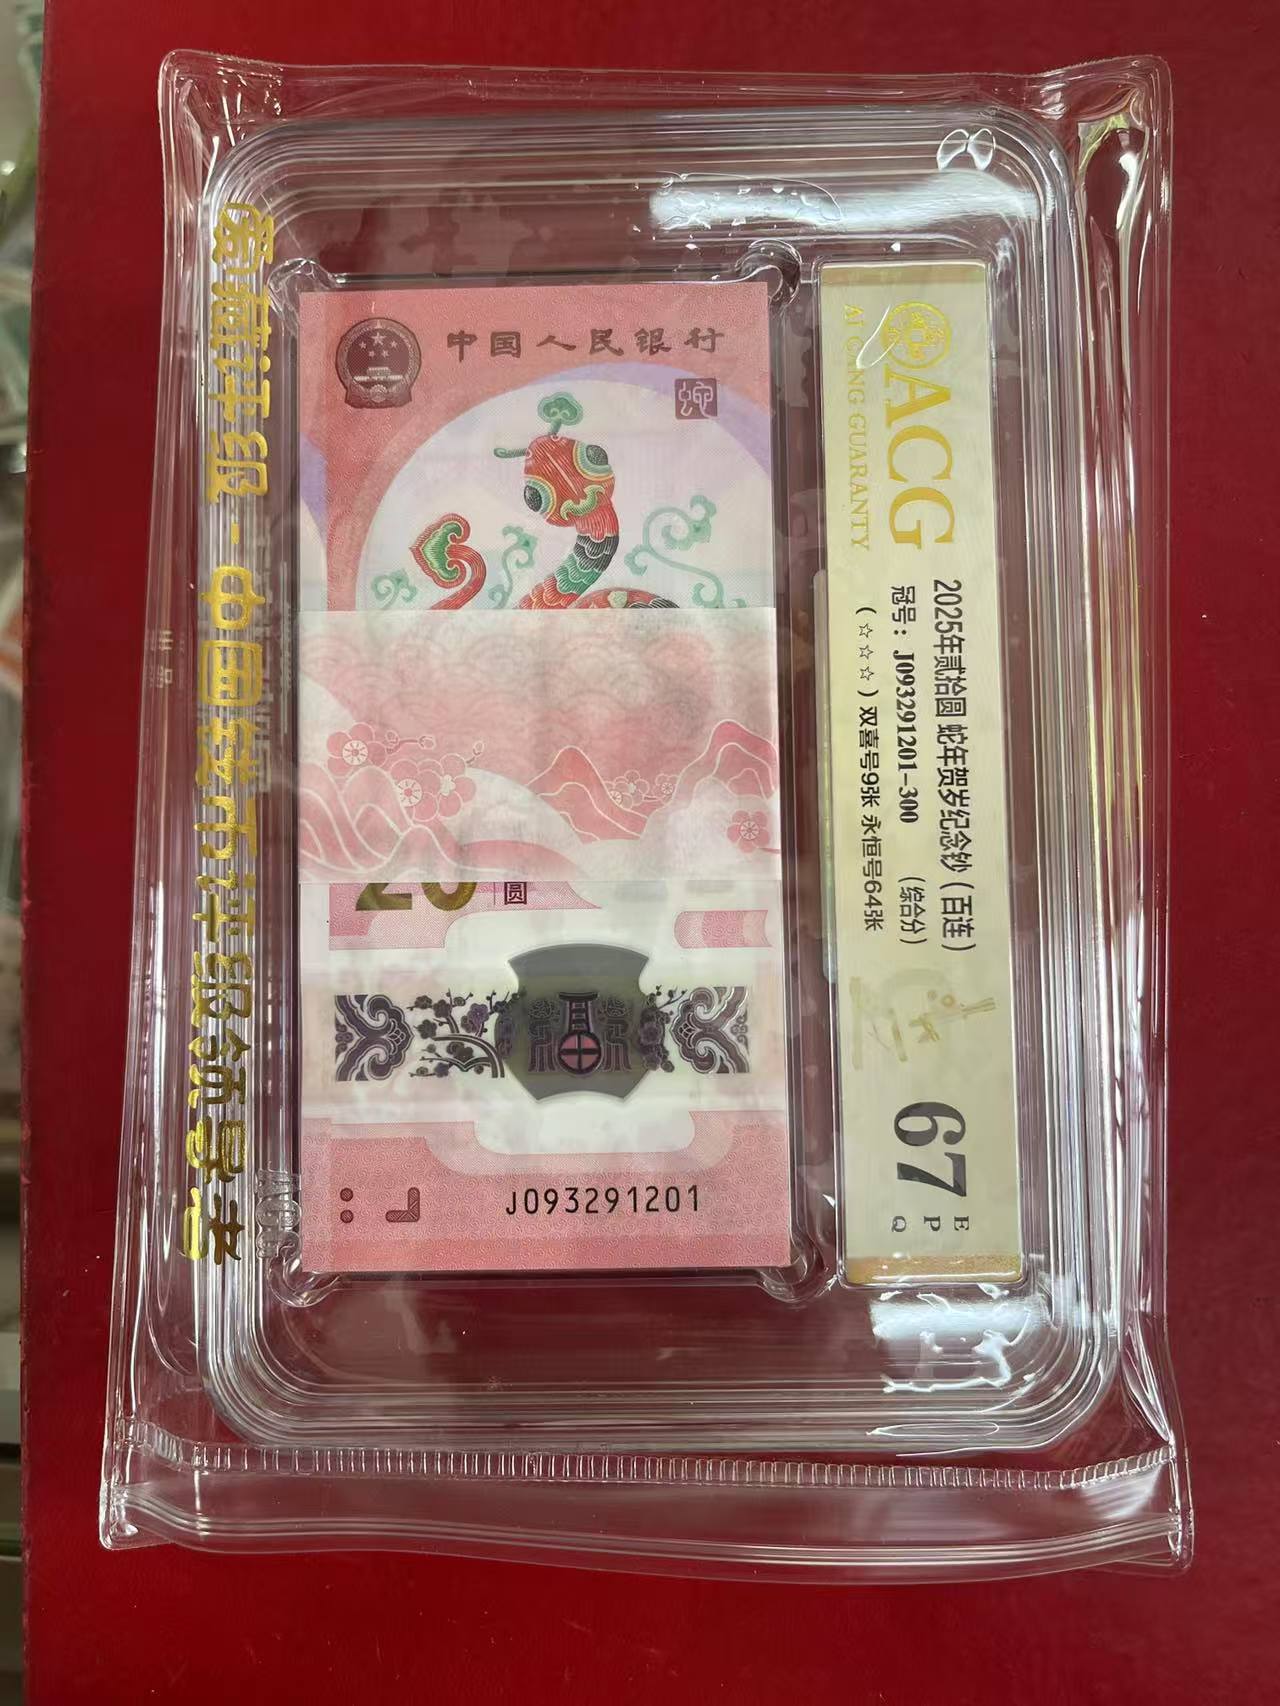 中国人民银行
蛇
20圆
J093291201
ACG
AI CANG GUARANTY
2025年贰拾圆 蛇年贺岁纪念钞（百连）
冠号：J093291201-300 （综合分）
（☆☆☆）双喜号9张 永恒号64张
67
E
P
Q
爱藏评级-中国钱币评级领导者